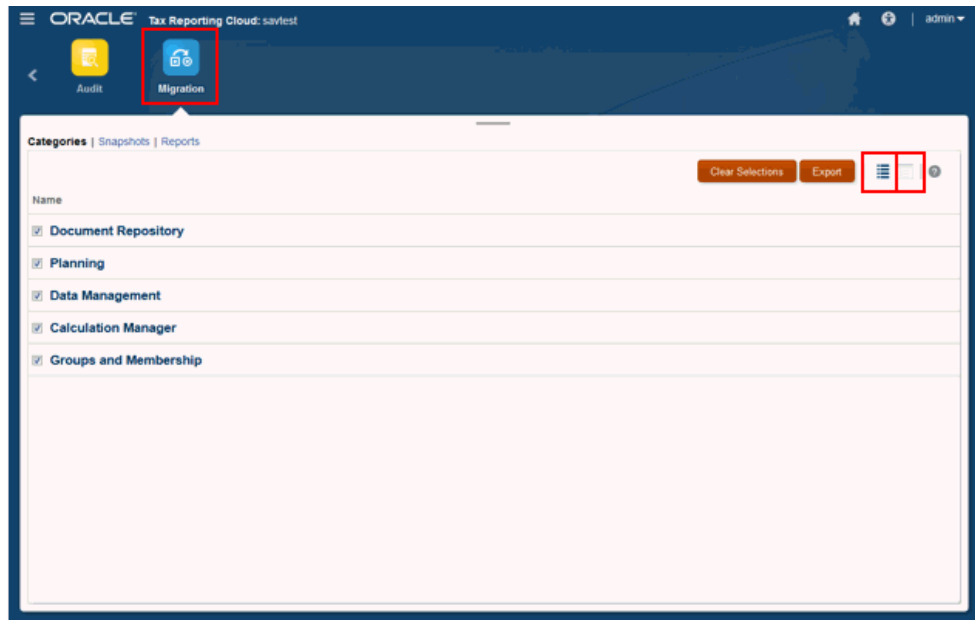 ORACLE® Tax Reporting Cloud: savtest
admin
Audit
Migration
Categories | Snapshots | Reports
Clear Selections
Export
?
Name
Document Repository
Planning
Data Management
Calculation Manager
Groups and Membership